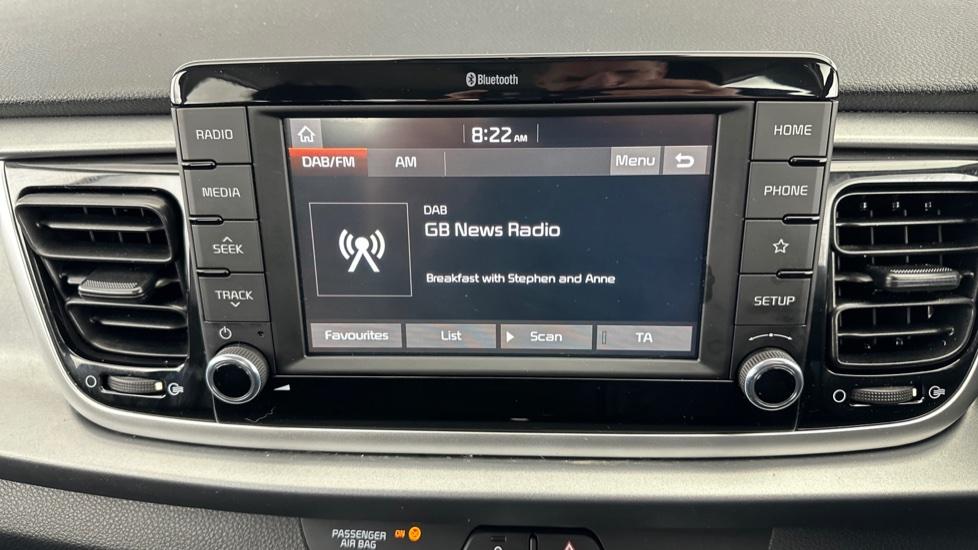 Bluetooth
RADIO
MEDIA
SEEK
TRACK
8:22 AM
DAB/FM AM Menu
DAB
GB News Radio
Breakfast with Stephen and Anne
Favourites List Scan TA
HOME
PHONE
SETUP
PASSENGER
AIR BAG
ON